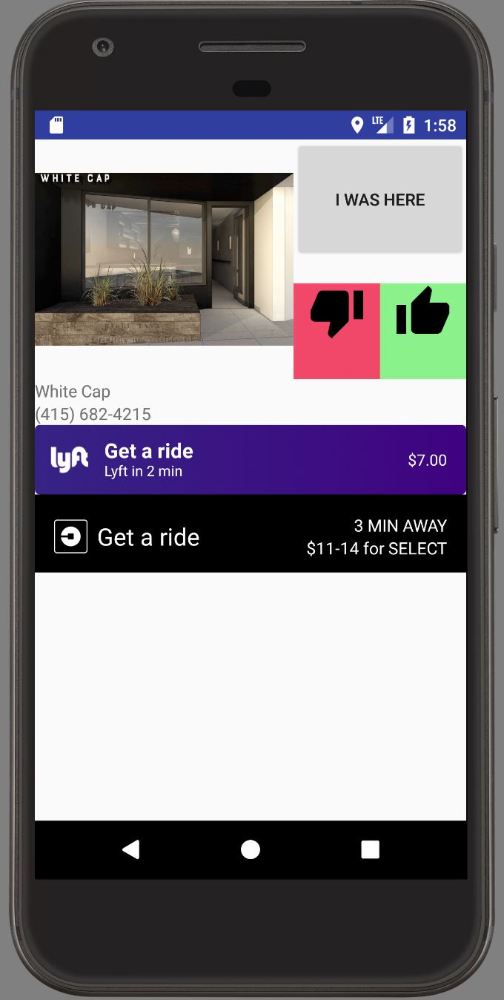 LTE 1:58
WHITE CAP
I WAS HERE
White Cap
(415) 682-4215
lyft Get a ride $7.00
Lyft in 2 min
Get a ride
3 MIN AWAY
$11-14 for SELECT